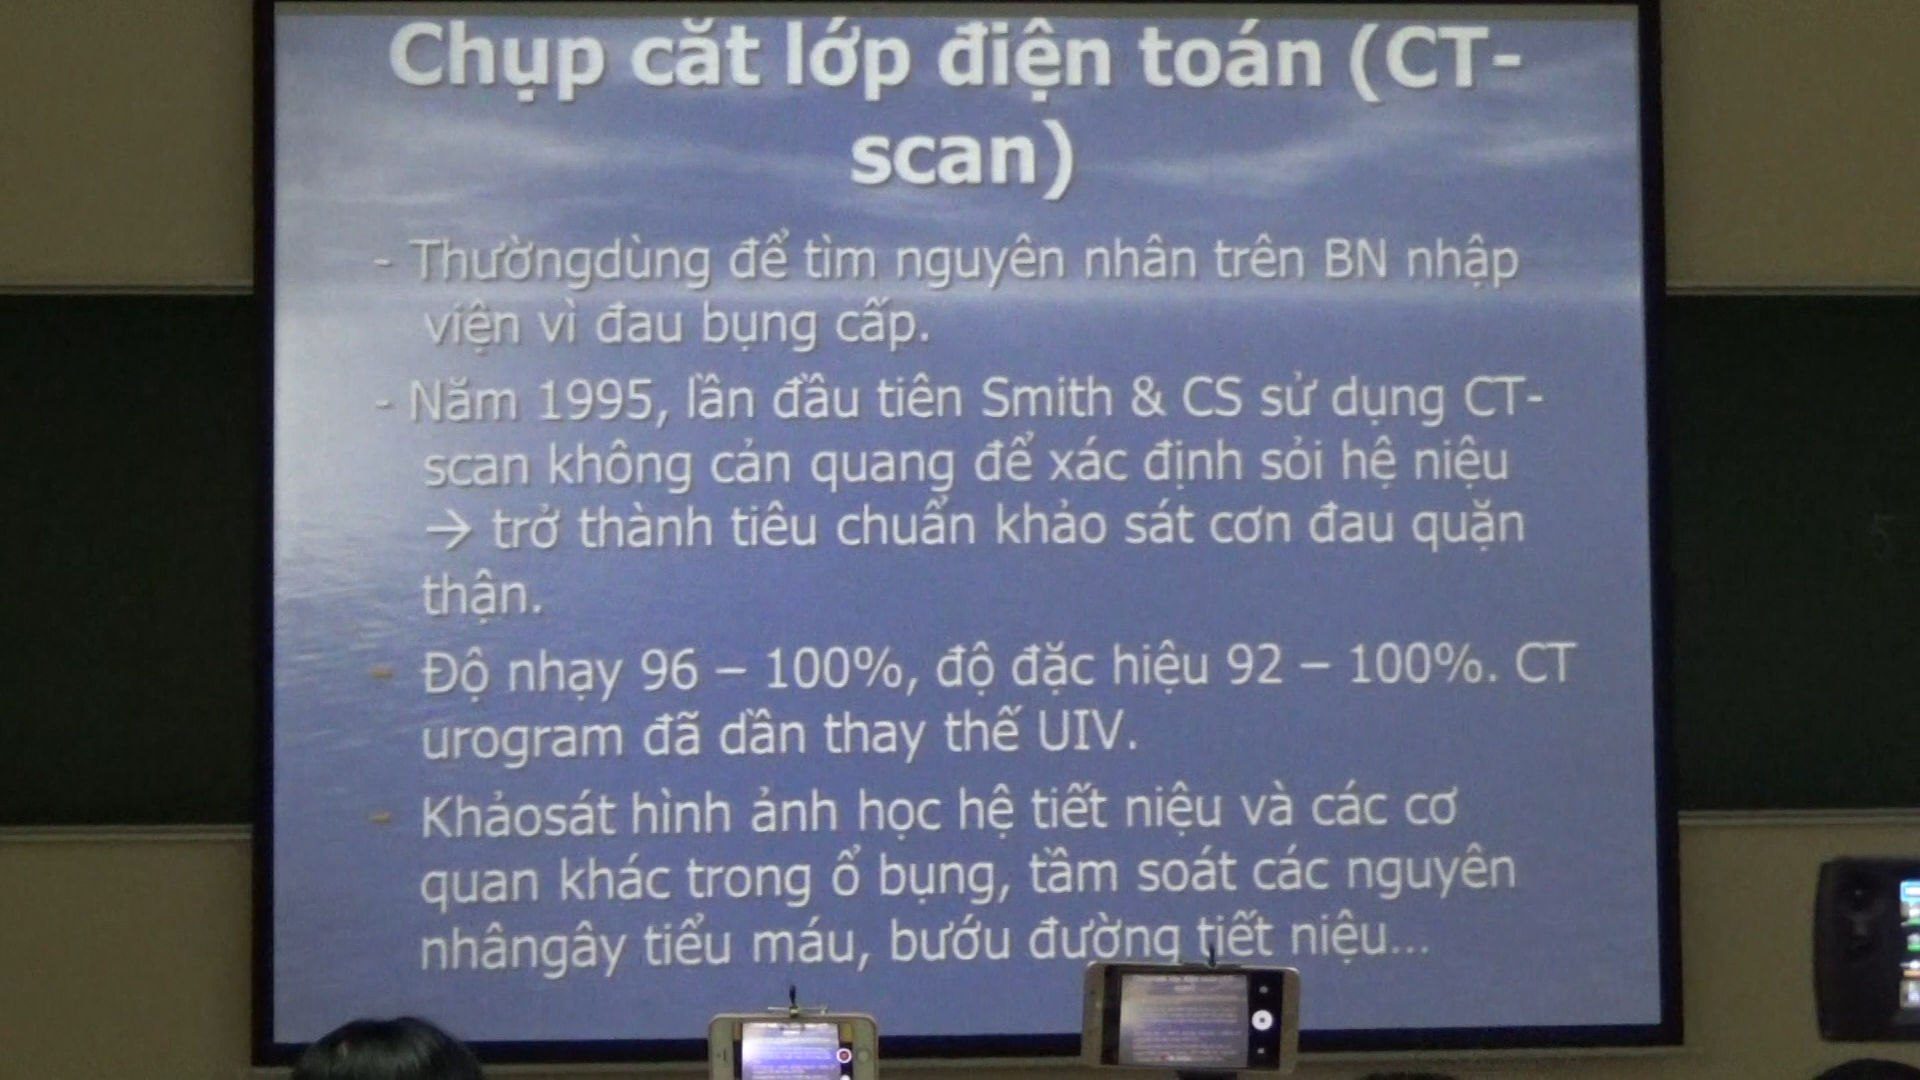 Chụp cắt lớp điện toán (CT-
scan)
- Thườngdùng để tìm nguyên nhân trên BN nhập
viện vì đau bụng cấp.
- Năm 1995, lần đầu tiên Smith & CS sử dụng CT-
scan không cản quang để xác định sỏi hệ niệu
→ trở thành tiêu chuẩn khảo sát cơn đau quặn
thận.
- Độ nhạy 96 – 100%, độ đặc hiệu 92 – 100%. CT
urogram đã dần thay thế UIV.
- Khảosát hình ảnh học hệ tiết niệu và các cơ
quan khác trong ổ bụng, tầm soát các nguyên
nhângây tiểu máu, bướu đường tiết niệu...